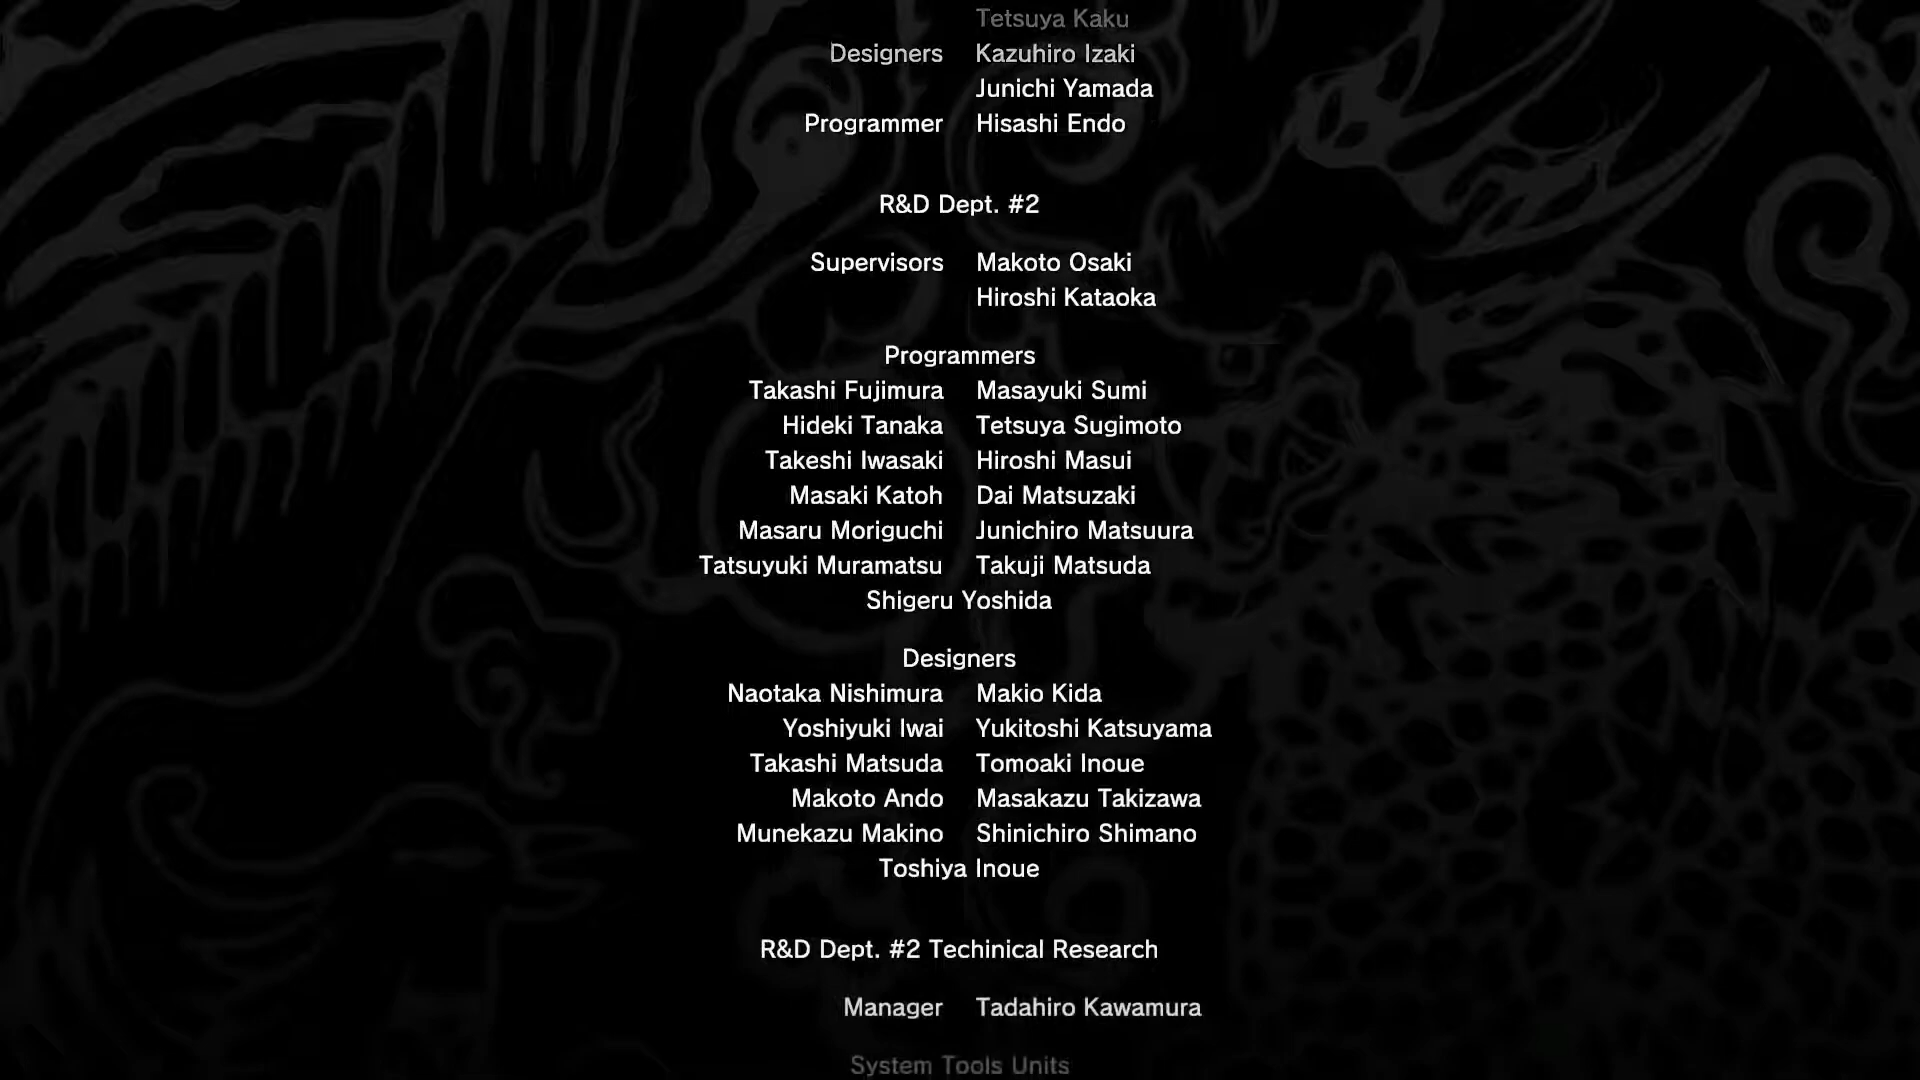 Tetsuya Kaku
Designers Kazuhiro Izaki
Junichi Yamada
Programmer Hisashi Endo
R&D Dept. #2
Supervisors Makoto Osaki
Hiroshi Kataoka
Programmers
Takashi Fujimura Masayuki Sumi
Hideki Tanaka Tetsuya Sugimoto
Takeshi Iwasaki Hiroshi Masui
Masaki Katoh Dai Matsuzaki
Masaru Moriguchi Junichiro Matsuura
Tatsuyuki Muramatsu Takuji Matsuda
Shigeru Yoshida
Designers
Naotaka Nishimura Makio Kida
Yoshiyuki Iwai Yukitoshi Katsuyama
Takashi Matsuda Tomoaki Inoue
Makoto Ando Masakazu Takizawa
Munekazu Makino Shinichiro Shimano
Toshiya Inoue
R&D Dept. #2 Techinical Research
Manager Tadahiro Kawamura
System Tools Units